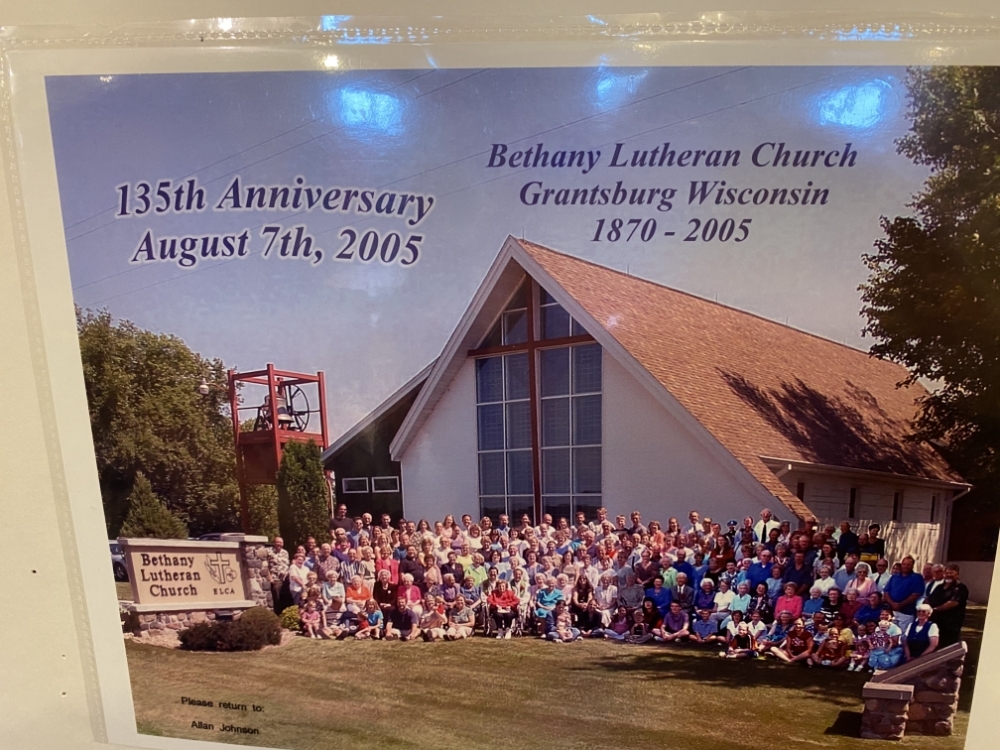 135th Anniversary
August 7th, 2005
Bethany Lutheran Church
Grantsburg Wisconsin
1870 - 2005
Bethany
Lutheran
Church
ELCA
Please return to:
Allan Johnson